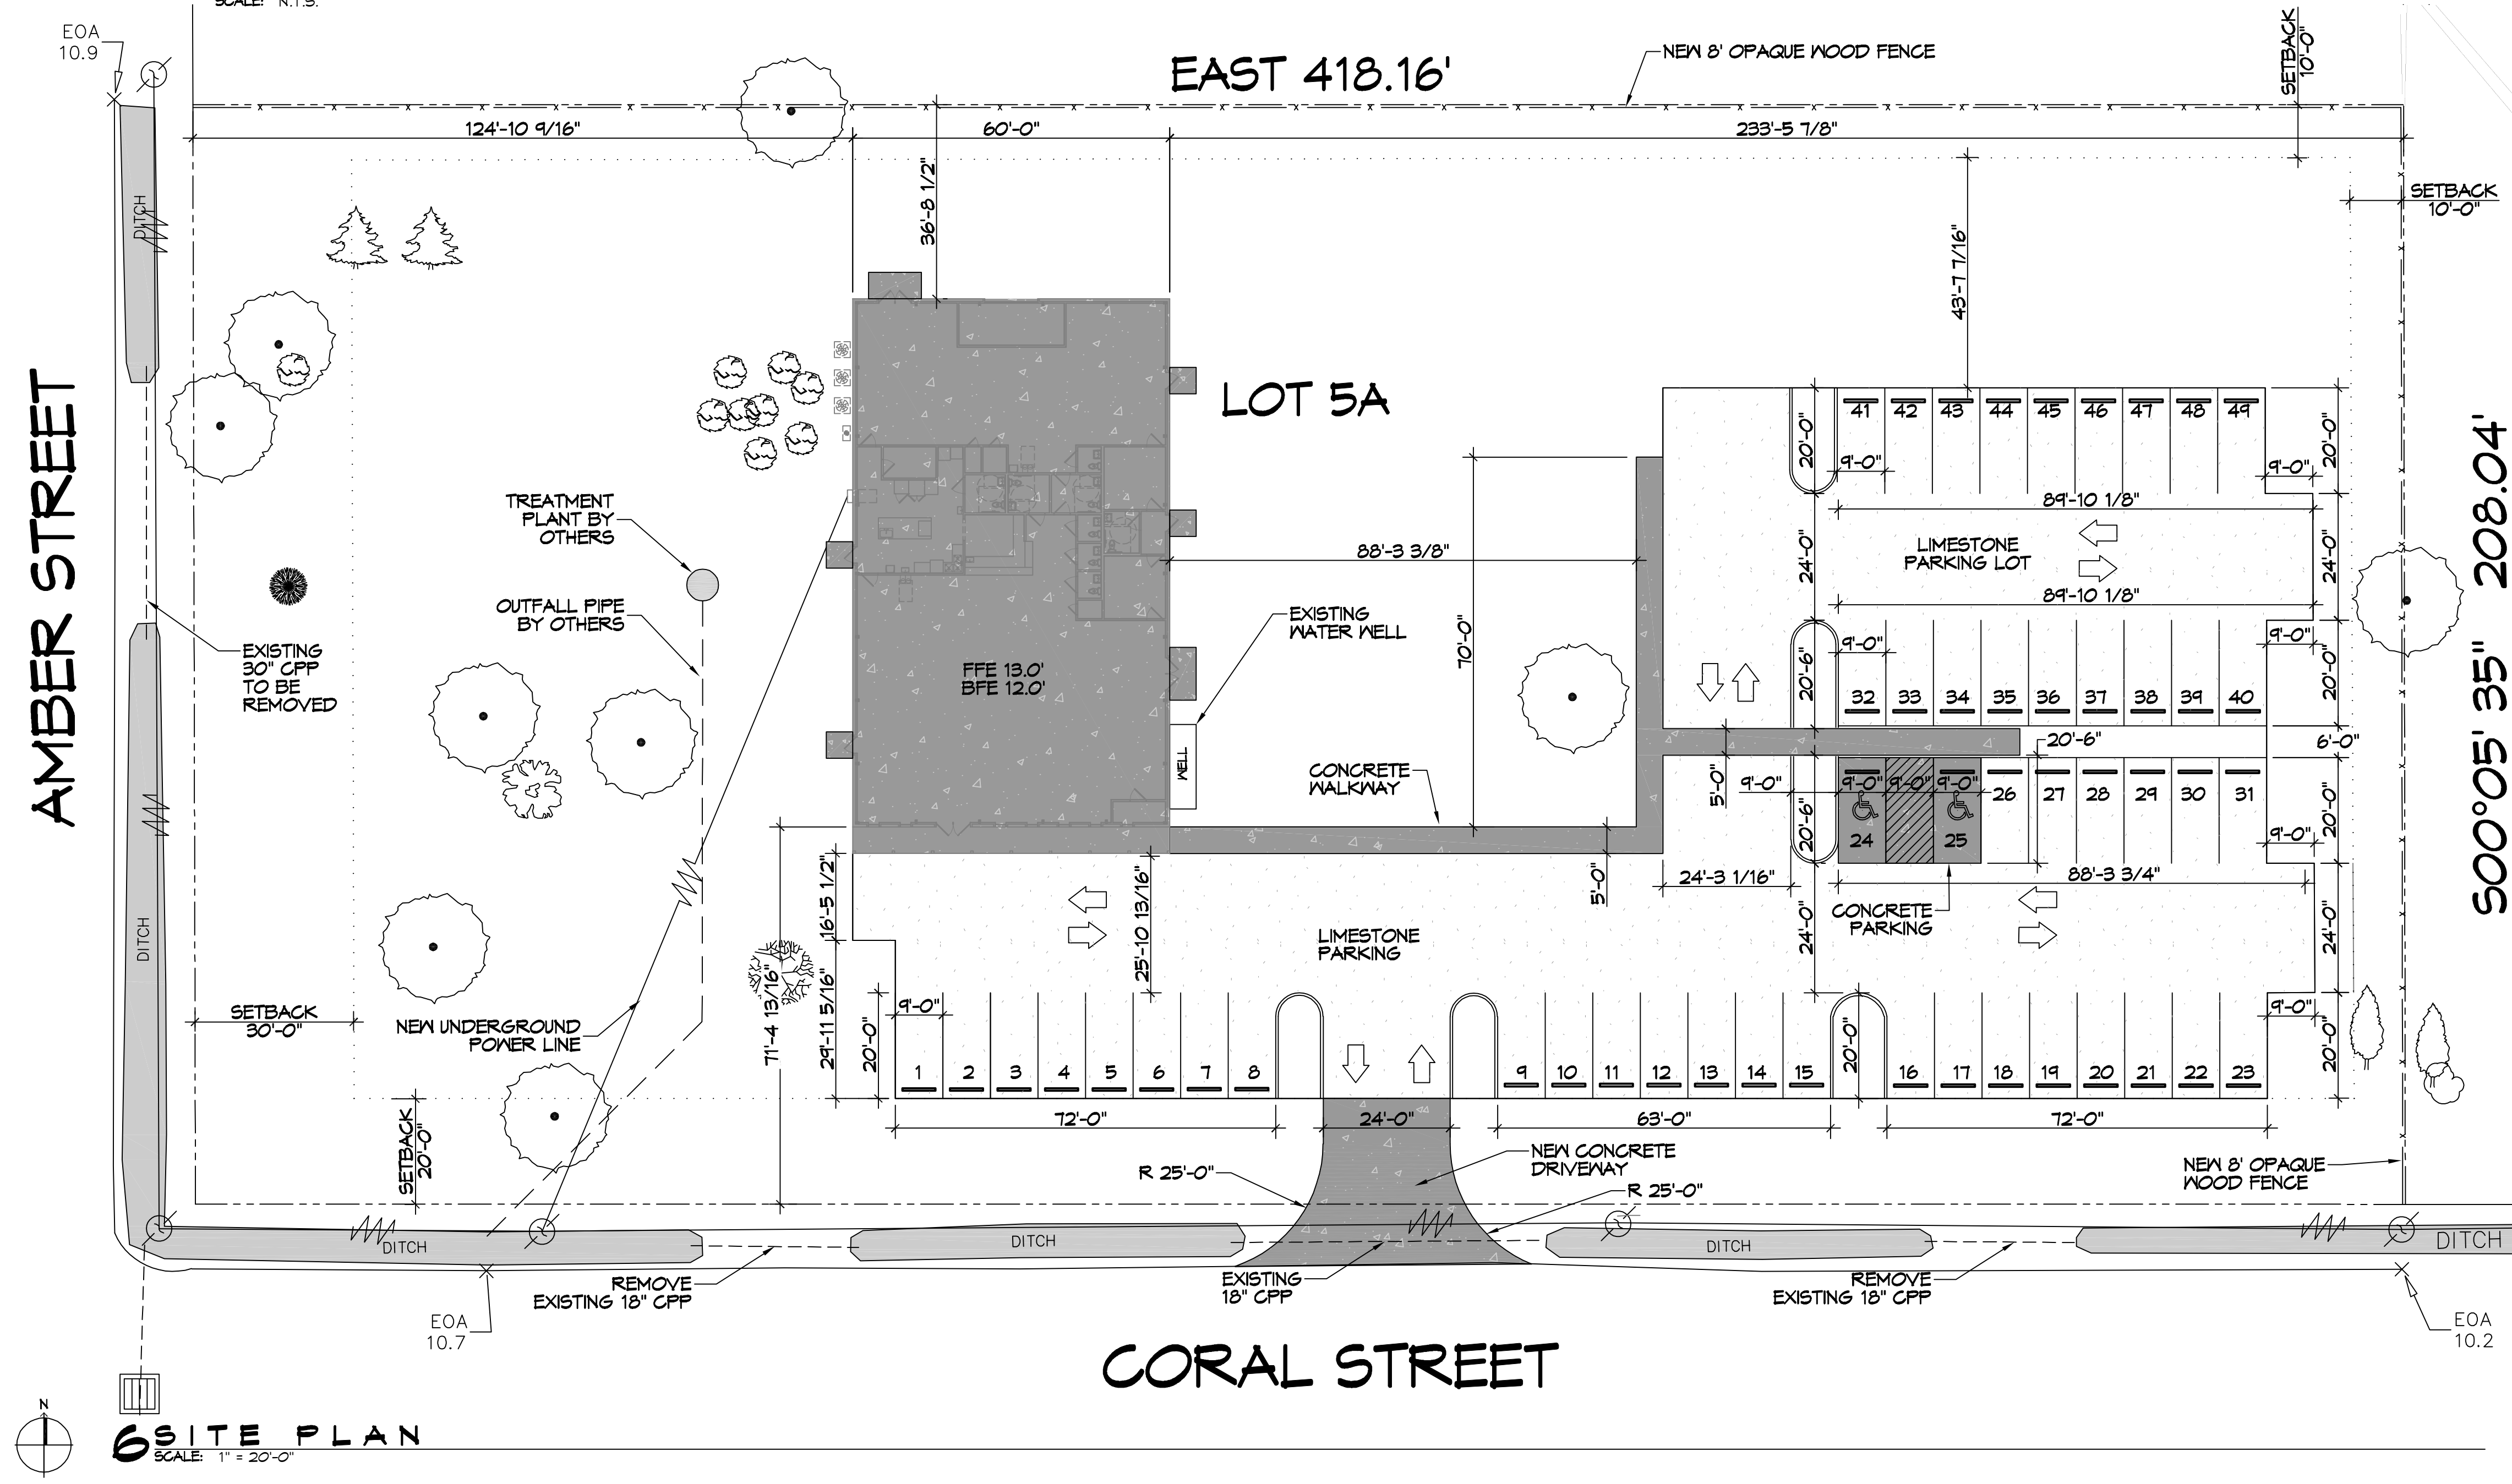 SCALE: N.T.S.
EOA
10.9
EAST 418.16'
NEW 8' OPAQUE WOOD FENCE
SETBACK
10'-0"
124'-10 9/16"
60'-0"
233'-5 7/8"
36'-8 1/2"
43'-7 7/16"
SETBACK
10'-0"
DITCH
AMBER STREET
LOT 5A
41 42 43 44 45 46 47 48 49
20'-0"
9'-0"
9'-0"
20'-0"
89'-10 1/8"
TREATMENT
PLANT BY
OTHERS
88'-3 3/8"
LIMESTONE
PARKING LOT
24'-0"
24'-0"
89'-10 1/8"
S00°05' 35" 208.04'
OUTFALL PIPE
BY OTHERS
EXISTING
WATER WELL
70'-0"
9'-0"
9'-0"
EXISTING
30" CPP
TO BE
REMOVED
FFE 13.0'
BFE 12.0'
20'-6"
20'-0"
32 33 34 35 36 37 38 39 40
WELL
20'-6"
6'-0"
CONCRETE
WALKWAY
5'-0"
9'-0"
9'-0"
9'-0"
9'-0"
26 27 28 29 30 31
24 25
20'-6"
20'-0"
9'-0"
DITCH
16'-5 1/2"
25'-10 13/16"
5'-0"
24'-3 1/16"
88'-3 3/4"
CONCRETE
PARKING
24'-0"
24'-0"
LIMESTONE
PARKING
SETBACK
30'-0"
NEW UNDERGROUND
POWER LINE
71'-4 13/16"
29'-11 5/16"
20'-0"
9'-0"
9'-0"
20'-0"
20'-0"
1 2 3 4 5 6 7 8
9 10 11 12 13 14 15
16 17 18 19 20 21 22 23
SETBACK
20'-0"
72'-0"
24'-0"
63'-0"
72'-0"
R 25'-0"
NEW CONCRETE
DRIVEWAY
R 25'-0"
NEW 8' OPAQUE
WOOD FENCE
DITCH
DITCH
DITCH
DITCH
REMOVE
EXISTING 18" CPP
EXISTING
18" CPP
REMOVE
EXISTING 18" CPP
EOA
10.7
EOA
10.2
CORAL STREET
N
6 SITE PLAN
SCALE: 1" = 20'-0"